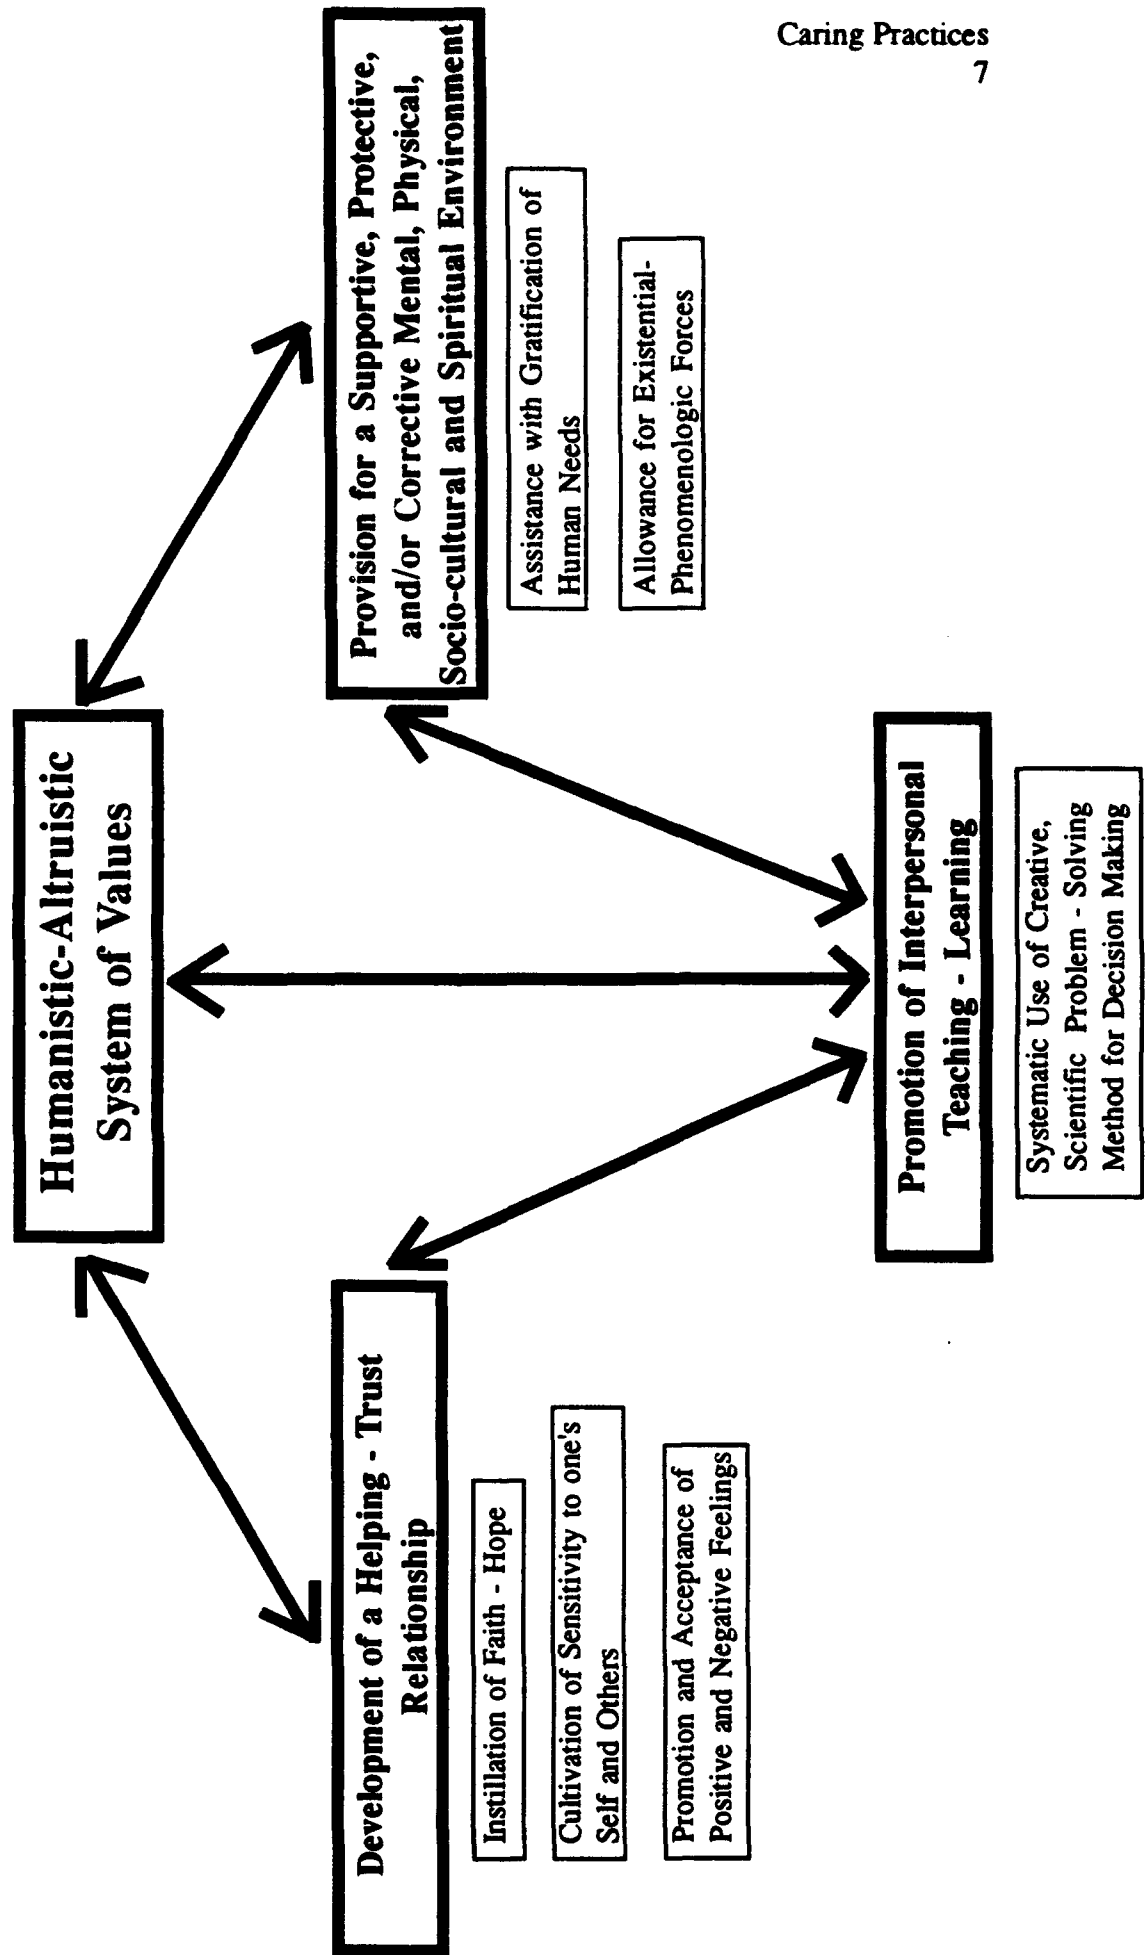 Caring Practices
7
Humanistic-Altruistic
System of Values
Development of a Helping - Trust
Relationship
Instillation of Faith - Hope
Cultivation of Sensitivity to one's
Self and Others
Promotion and Acceptance of
Positive and Negative Feelings
Promotion of Interpersonal
Teaching - Learning
Systematic Use of Creative,
Scientific Problem - Solving
Method for Decision Making
Provision for a Supportive, Protective,
and/or Corrective Mental, Physical,
Socio-cultural and Spiritual Environment
Assistance with Gratification of
Human Needs
Allowance for Existential-
Phenomenologic Forces